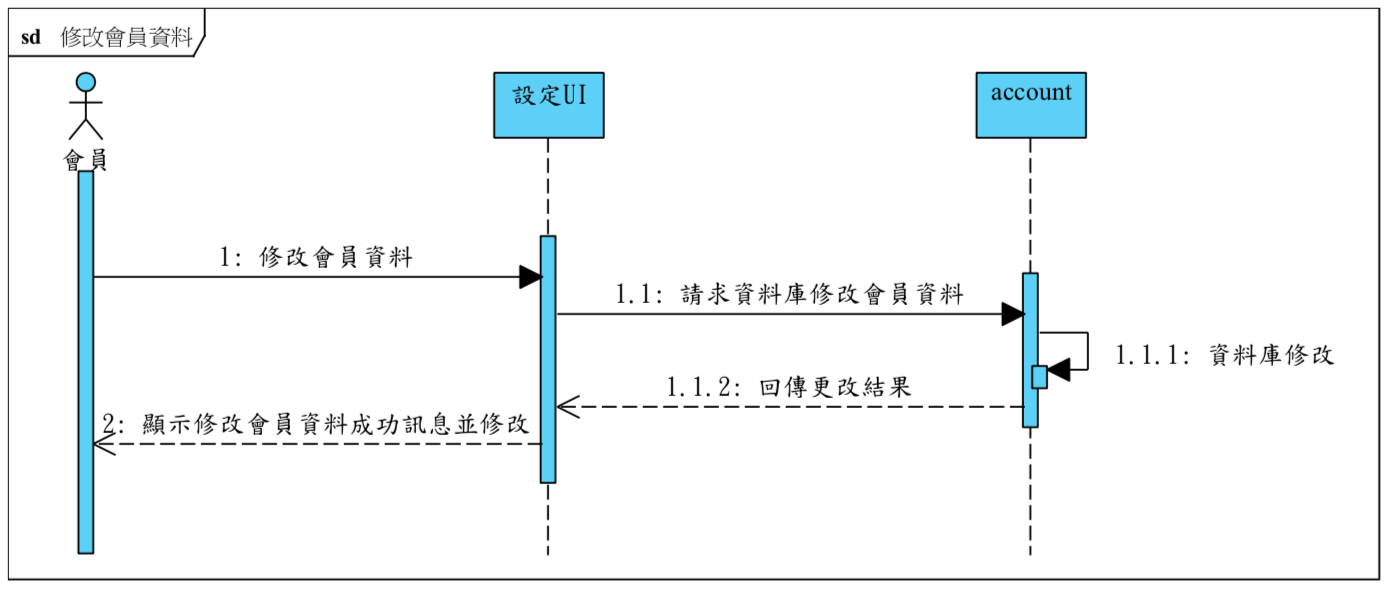 sd 修改會員資料
會員
設定UI
account
1: 修改會員資料
1.1: 請求資料庫修改會員資料
1.1.1: 資料庫修改
1.1.2: 回傳更改結果
2: 顯示修改會員資料成功訊息並修改